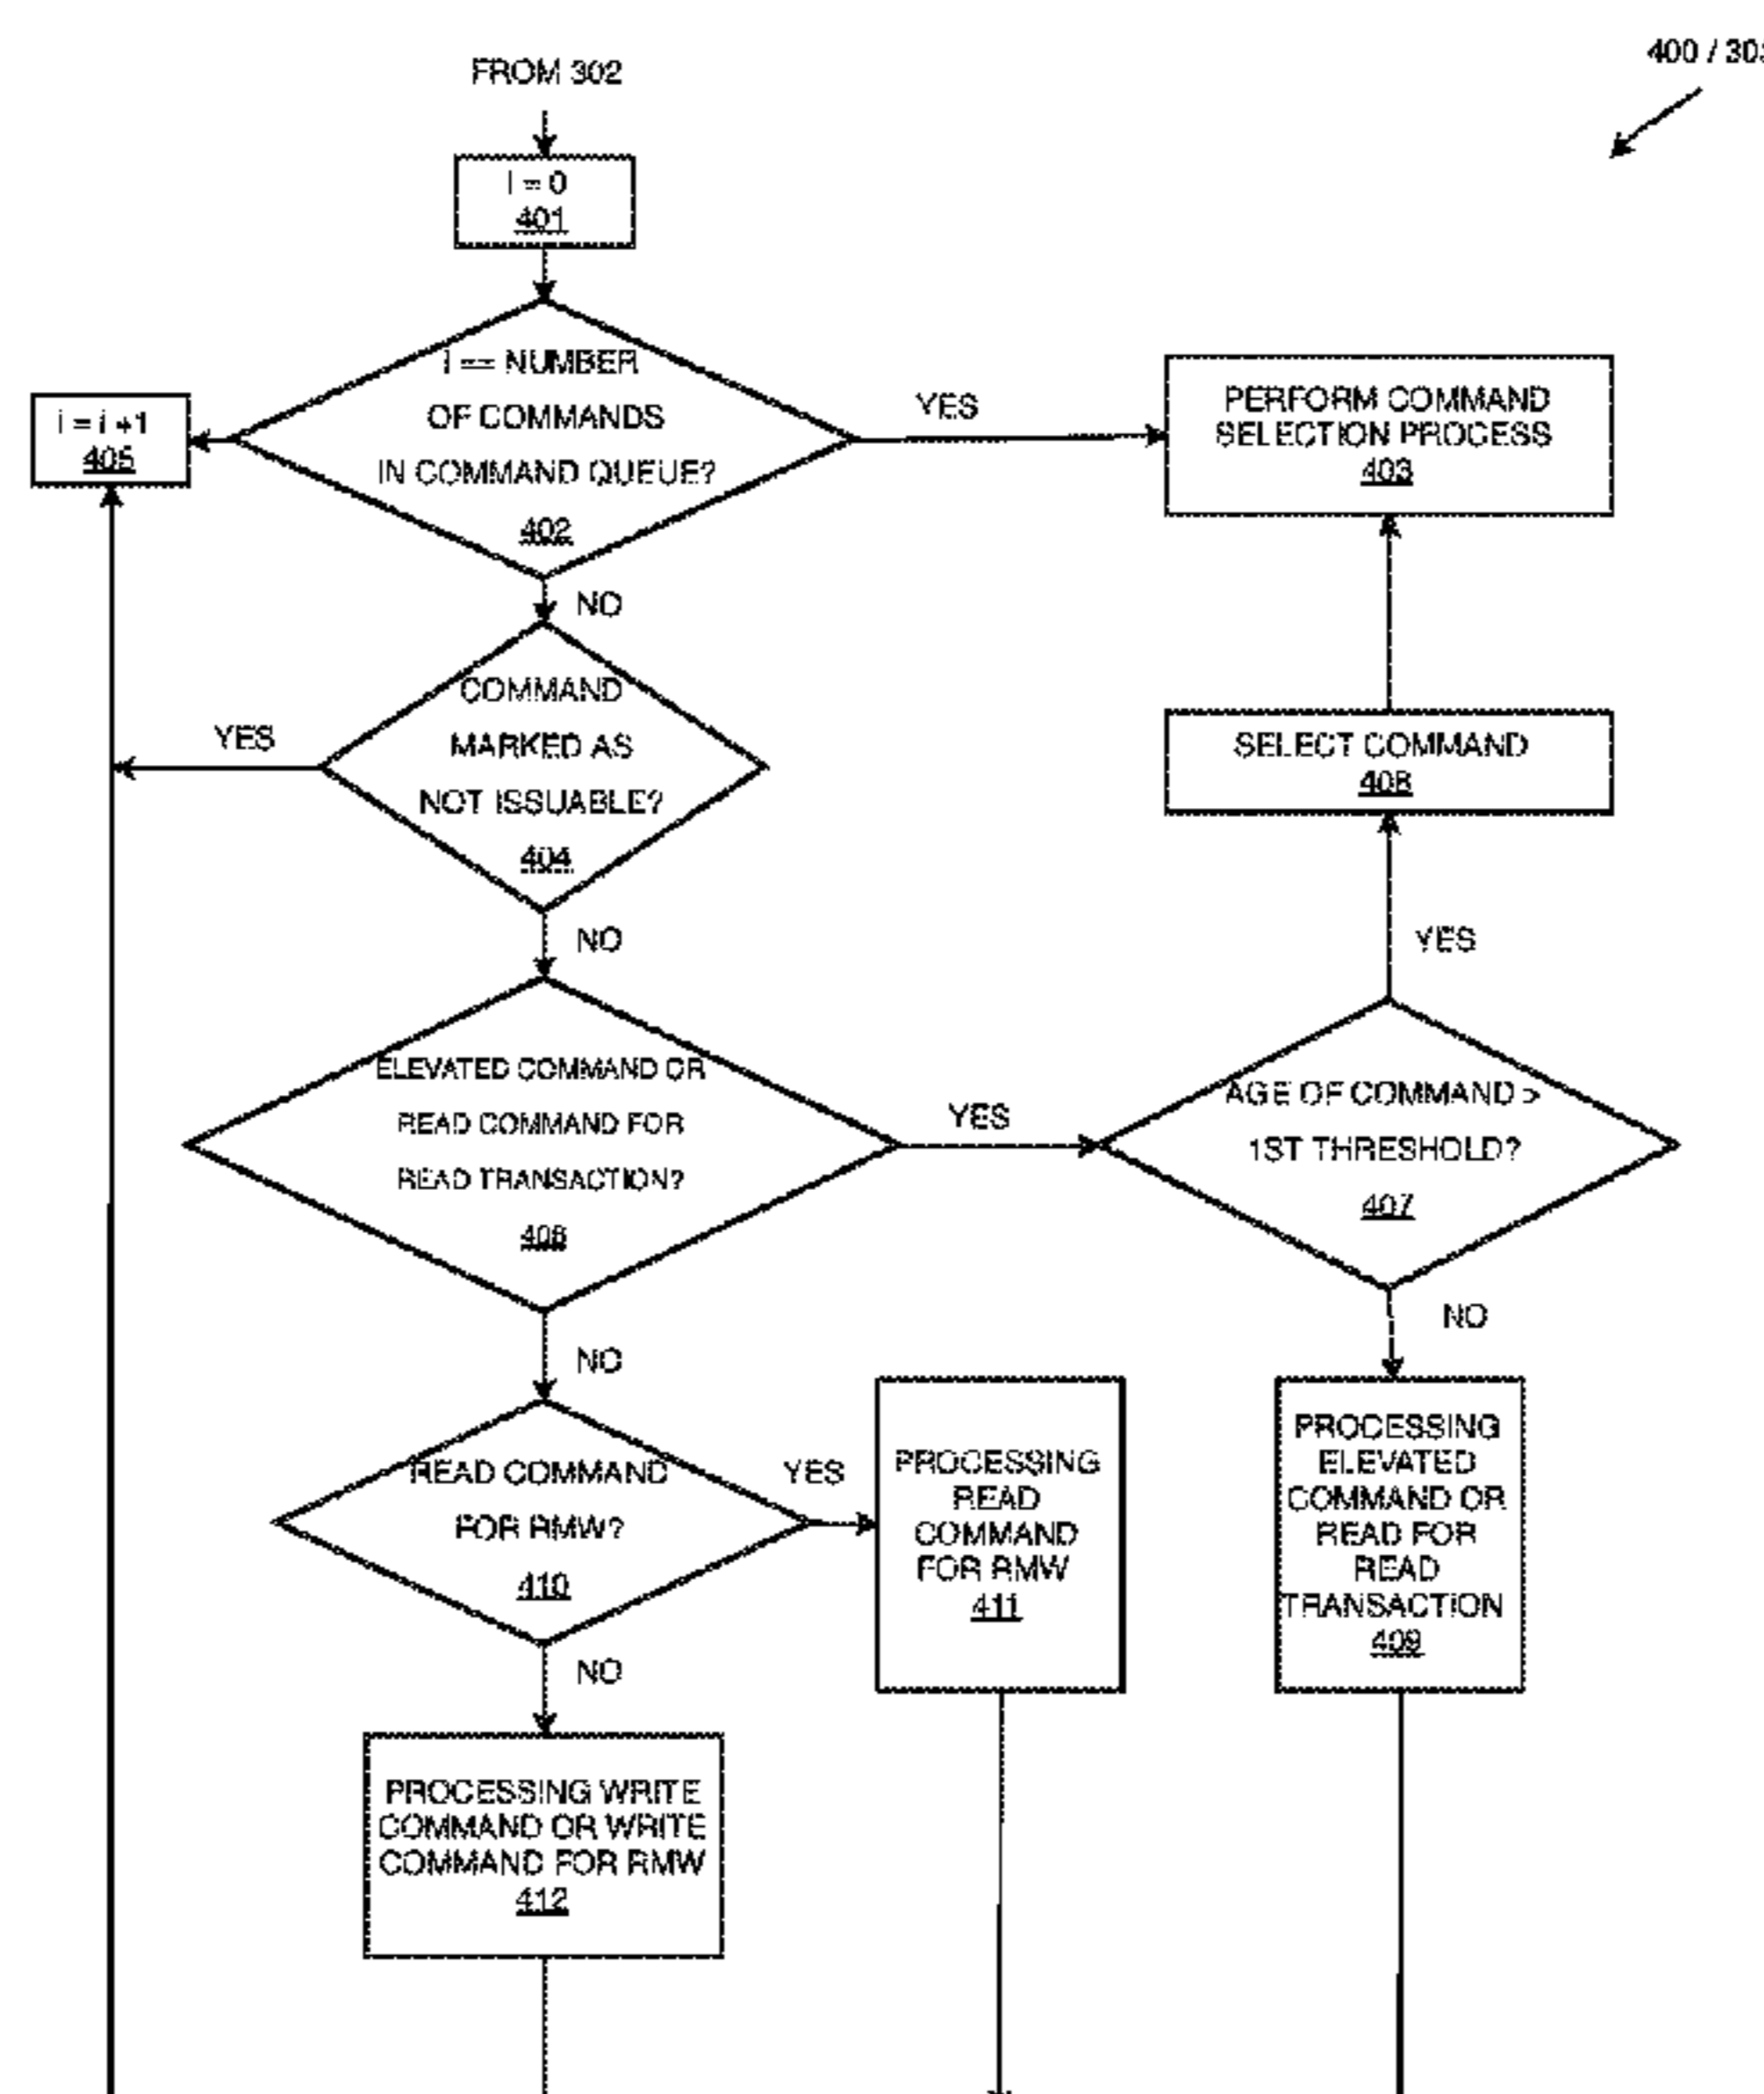 FROM 302
400 / 303
I = 0
401
I == NUMBER
OF COMMANDS
IN COMMAND QUEUE?
402
YES
PERFORM COMMAND
SELECTION PROCESS
403
i = i +1
405
NO
COMMAND
MARKED AS
NOT ISSUABLE?
404
YES
SELECT COMMAND
408
NO
YES
ELEVATED COMMAND OR
READ COMMAND FOR
READ TRANSACTION?
406
YES
AGE OF COMMAND >
1ST THRESHOLD?
407
NO
NO
READ COMMAND
FOR RMW?
410
YES
PROCESSING
READ
COMMAND
FOR RMW
411
PROCESSING
ELEVATED
COMMAND OR
READ FOR
READ
TRANSACTION
409
NO
PROCESSING WRITE
COMMAND OR WRITE
COMMAND FOR RMW
412